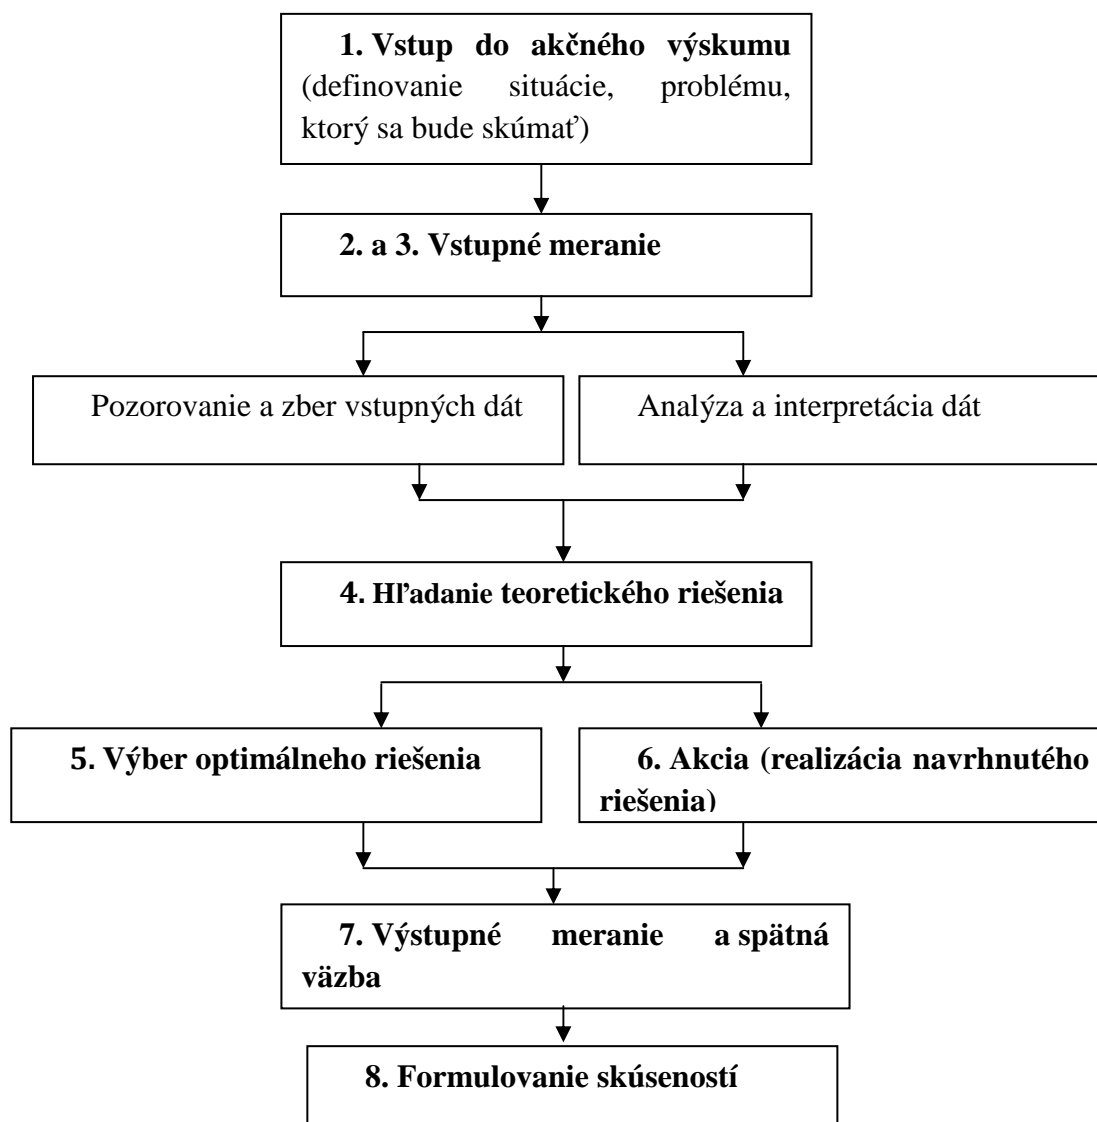 1. Vstup do akčného výskumu
(definovanie situácie, problému,
ktorý sa bude skúmať)
2. a 3. Vstupné meranie
Pozorovanie a zber vstupných dát
Analýza a interpretácia dát
4. Hľadanie teoretického riešenia
5. Výber optimálneho riešenia
6. Akcia (realizácia navrhnutého
riešenia)
7. Výstupné meranie a spätná
väzba
8. Formulovanie skúseností